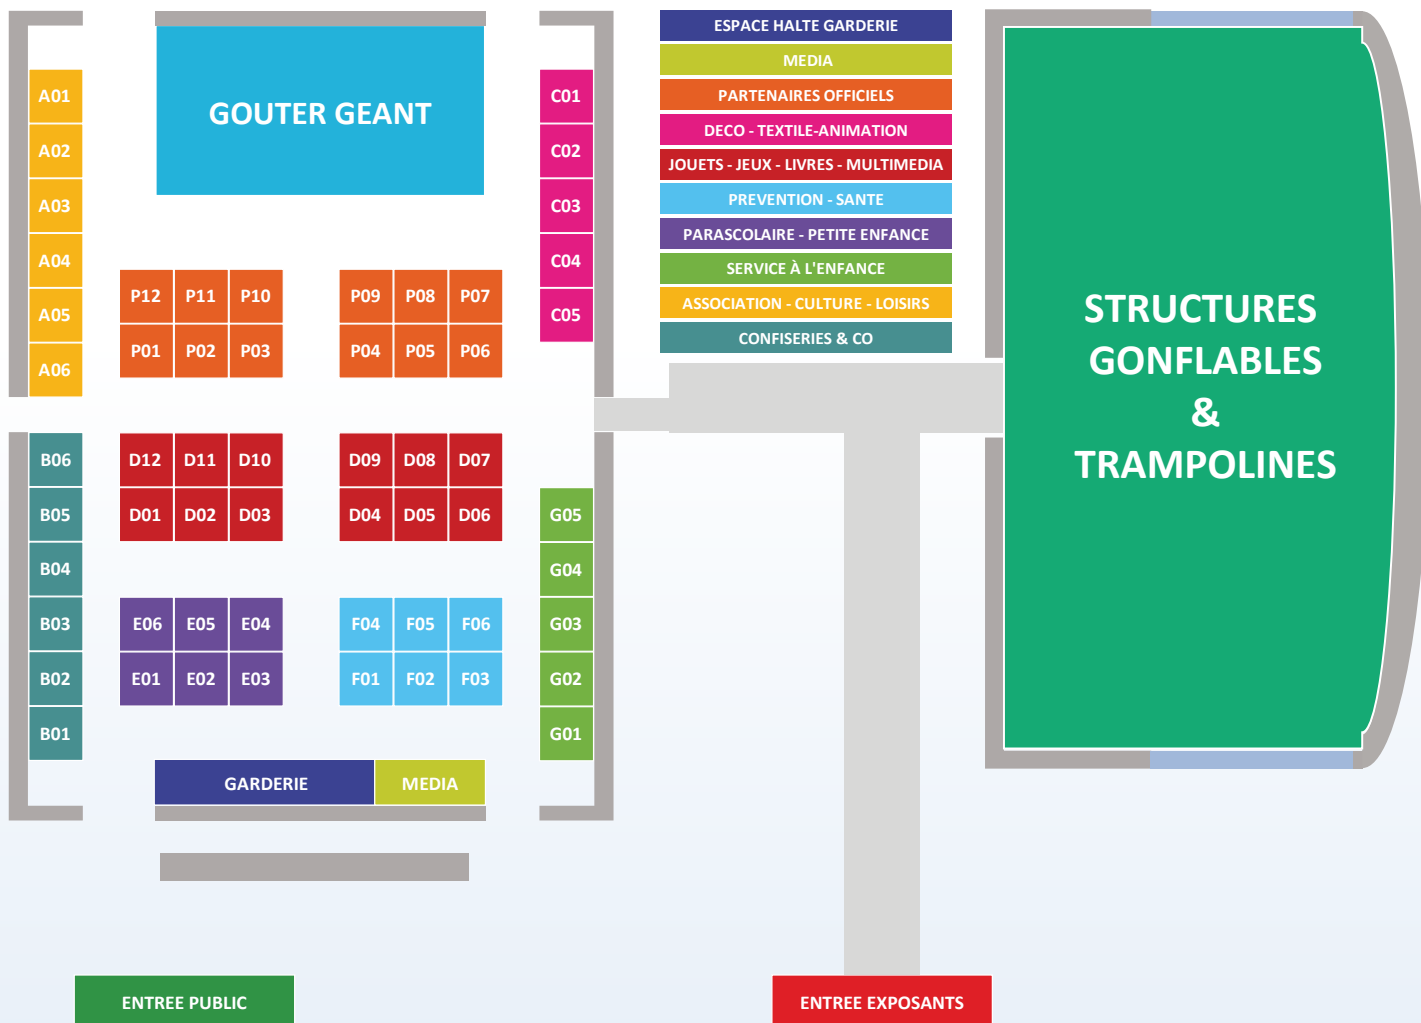 GOUTER GEANT
A01
A02
A03
A04
A05
A06
C01
C02
C03
C04
C05
P12 P11 P10 P09 P08 P07
P01 P02 P03 P04 P05 P06
B06
B05
B04
B03
B02
B01
D12 D11 D10 D09 D08 D07
D01 D02 D03 D04 D05 D06
E06 E05 E04 F04 F05 F06
E01 E02 E03 F01 F02 F03
G05
G04
G03
G02
G01
GARDERIE MEDIA
ESPACE HALTE GARDERIE
MEDIA
PARTENAIRES OFFICIELS
DECO - TEXTILE-ANIMATION
JOUETS - JEUX - LIVRES - MULTIMEDIA
PREVENTION - SANTE
PARASCOLAIRE - PETITE ENFANCE
SERVICE À L'ENFANCE
ASSOCIATION - CULTURE - LOISIRS
CONFISERIES & CO
STRUCTURES
GONFLABLES
&
TRAMPOLINES
ENTREE PUBLIC
ENTREE EXPOSANTS